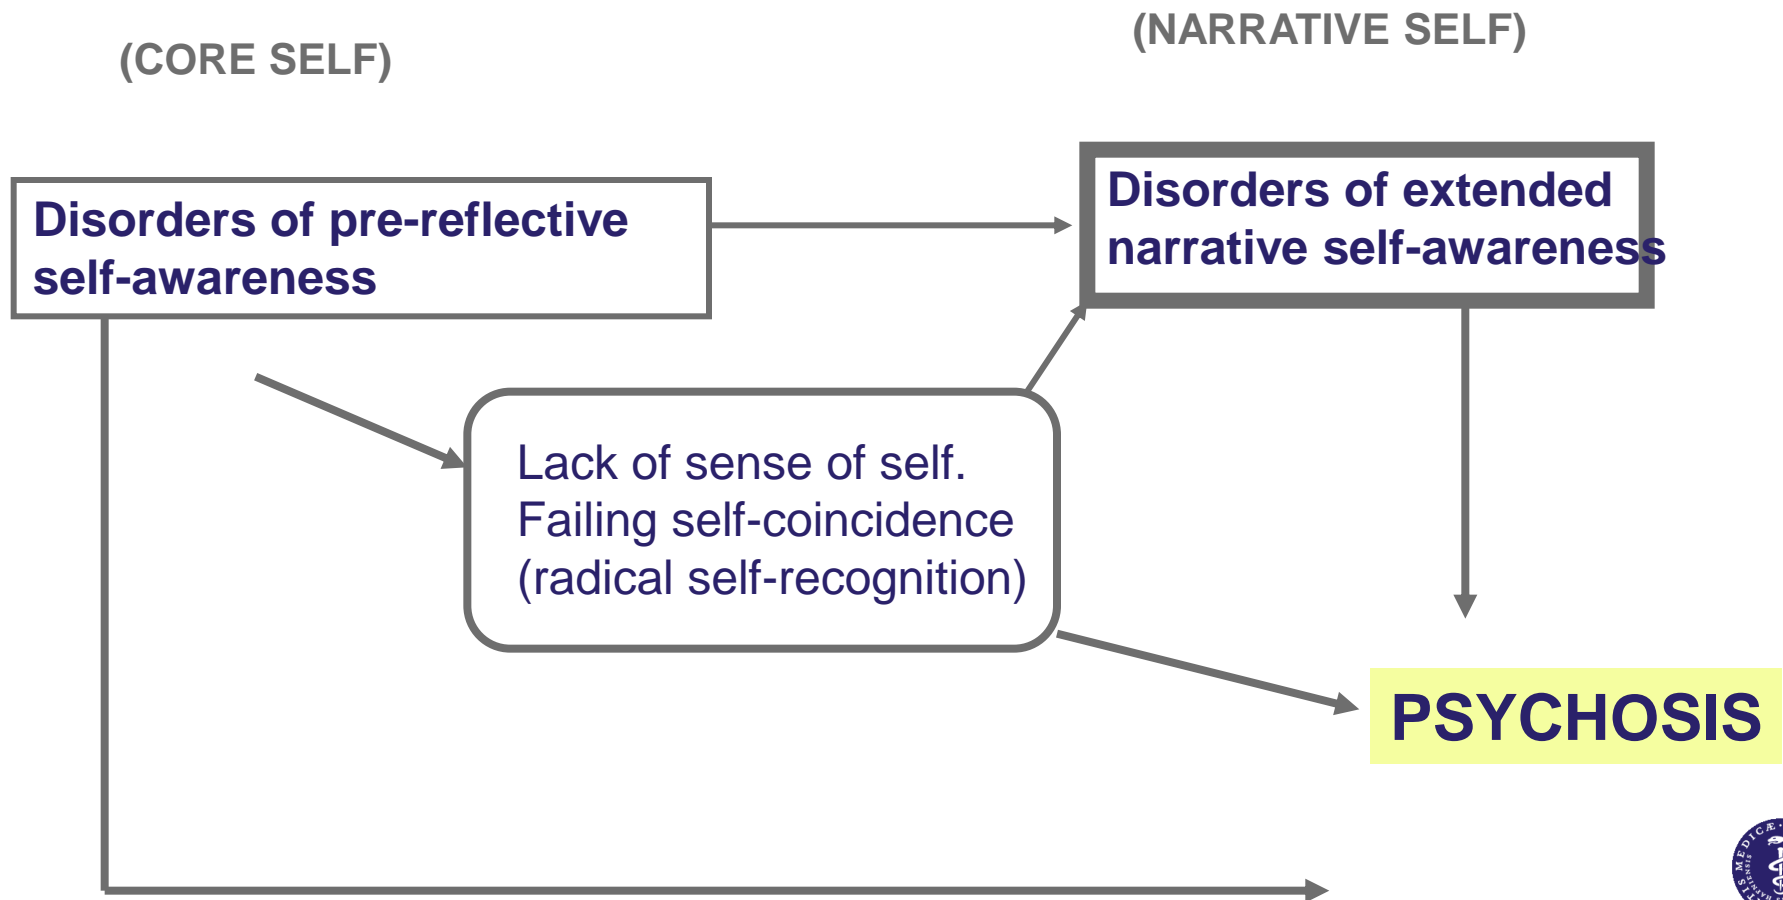 (CORE SELF)
(NARRATIVE SELF)
Disorders of pre-reflective
self-awareness
Disorders of extended
narrative self-awareness
Lack of sense of self.
Failing self-coincidence
(radical self-recognition)
PSYCHOSIS